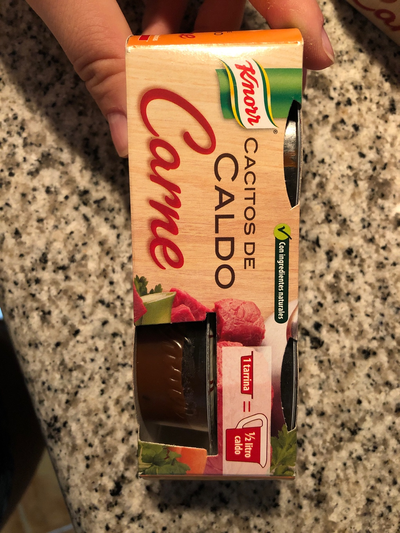 Knorr
CACITOS DE
CALDO
Carne
Con ingredientes naturales
1 tarrina
=
½ litro
caldo